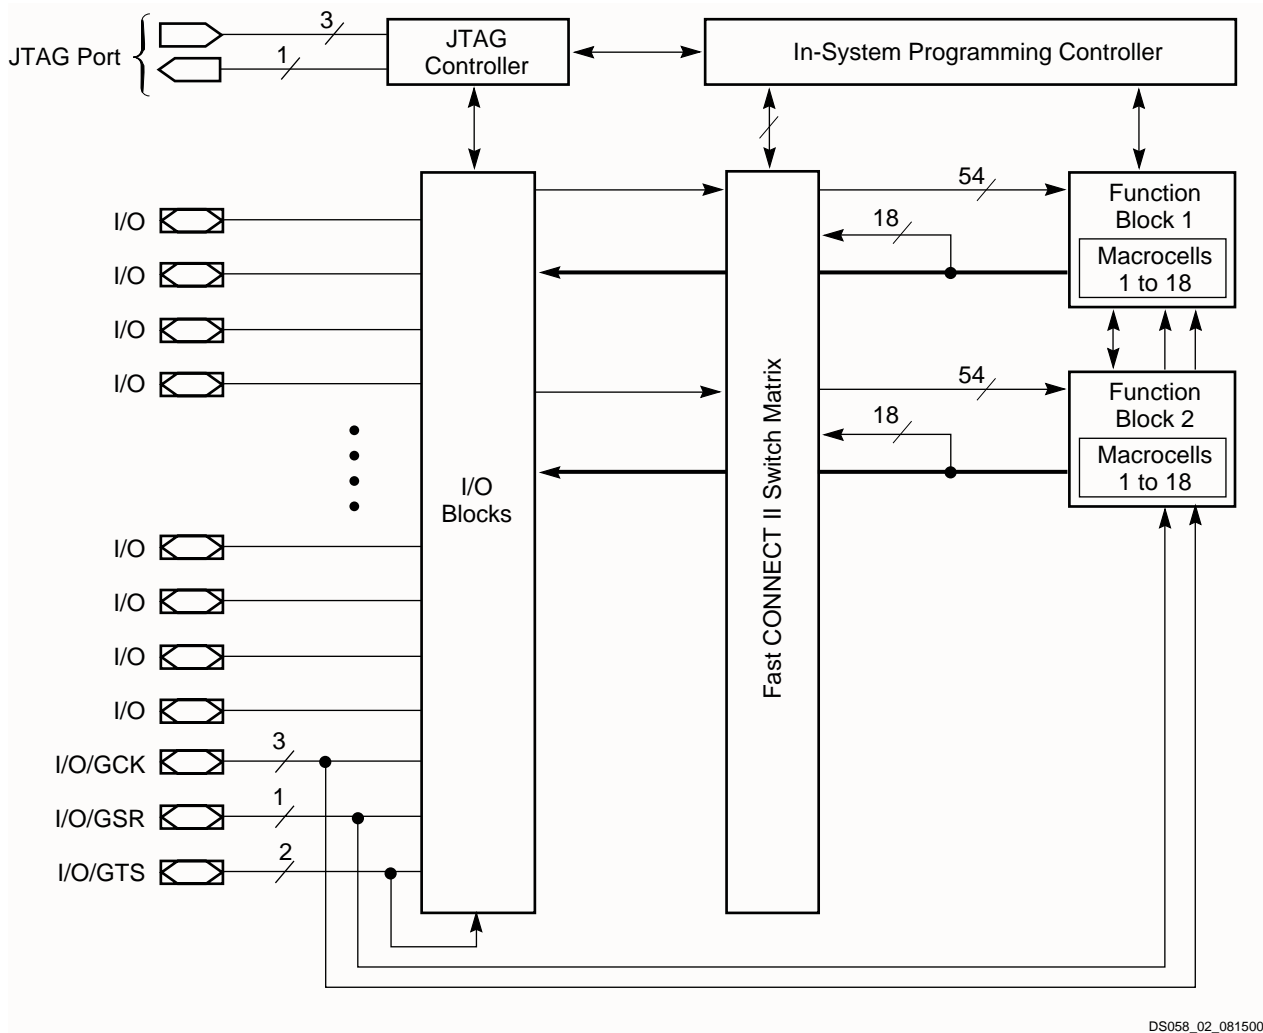 JTAG Port
3
1
JTAG
Controller
In-System Programming Controller
I/O
I/O
I/O
I/O
I/O
I/O
I/O
I/O
I/O/GCK
3
I/O/GSR
1
I/O/GTS
2
I/O
Blocks
Fast CONNECT II Switch Matrix
54
18
Function
Block 1
Macrocells
1 to 18
54
18
Function
Block 2
Macrocells
1 to 18
DS058_02_081500